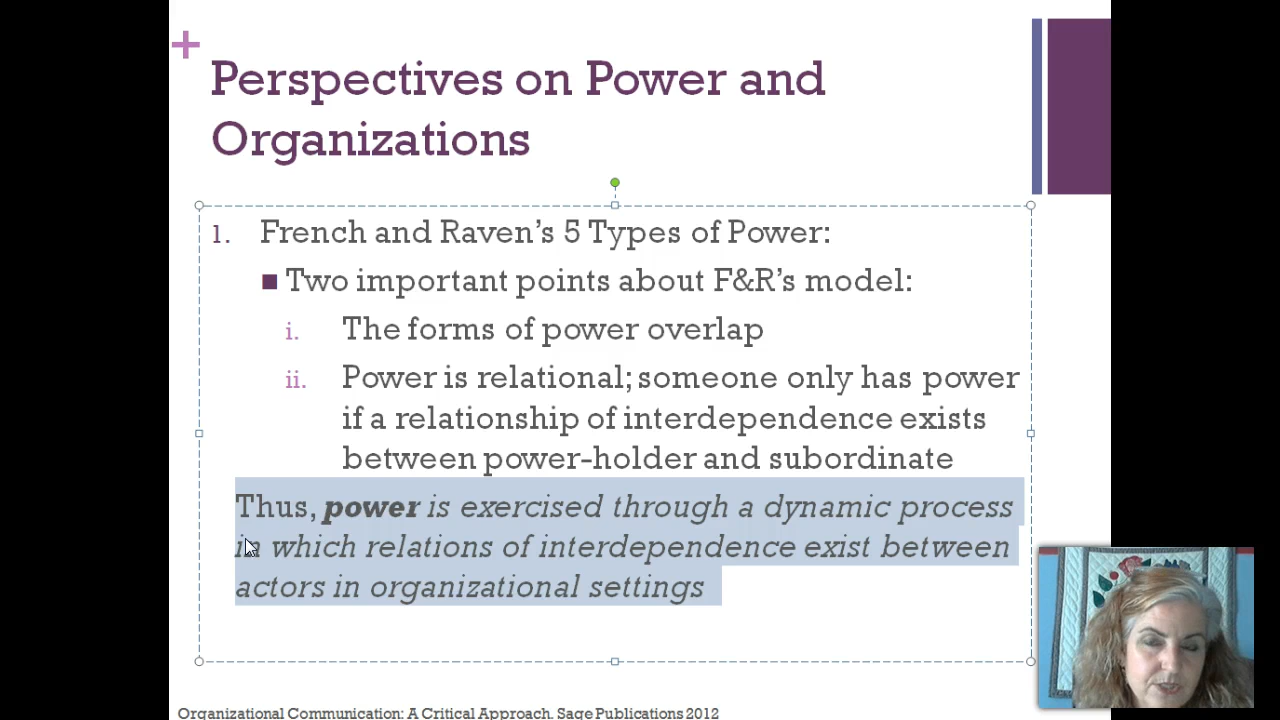 +
Perspectives on Power and
Organizations
1. French and Raven's 5 Types of Power:
■ Two important points about F&R's model:
i. The forms of power overlap
ii. Power is relational; someone only has power
if a relationship of interdependence exists
between power-holder and subordinate
Thus, power is exercised through a dynamic process
in which relations of interdependence exist between
actors in organizational settings
Organizational Communication: A Critical Approach. Sage Publications 2012